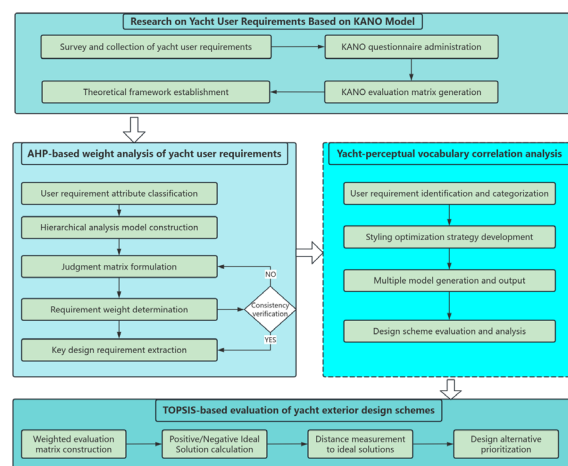 Research on Yacht User Requirements Based on KANO Model
Survey and collection of yacht user requirements
KANO questionnaire administration
Theoretical framework establishment
KANO evaluation matrix generation
AHP-based weight analysis of yacht user requirements
User requirement attribute classification
Hierarchical analysis model construction
Judgment matrix formulation
NO
Requirement weight determination
Consistency
verification
YES
Key design requirement extraction
Yacht-perceptual vocabulary correlation analysis
User requirement identification and categorization
Styling optimization strategy development
Multiple model generation and output
Design scheme evaluation and analysis
TOPSIS-based evaluation of yacht exterior design schemes
Weighted evaluation
matrix construction
Positive/Negative Ideal
Solution calculation
Distance measurement
to ideal solutions
Design alternative
prioritization